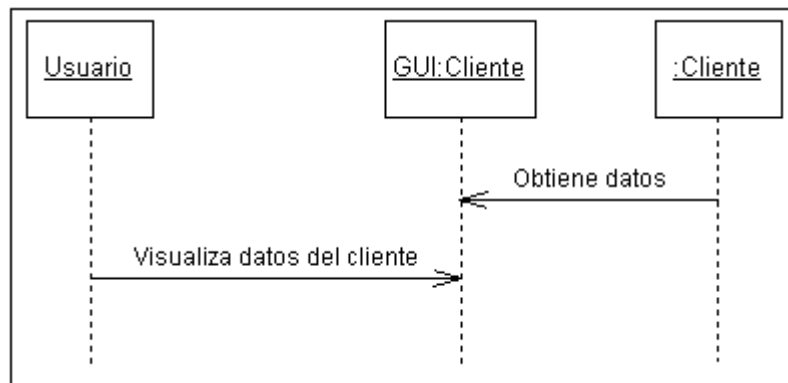 Usuario
GUI:Cliente
:Cliente
Obtiene datos
Visualiza datos del cliente